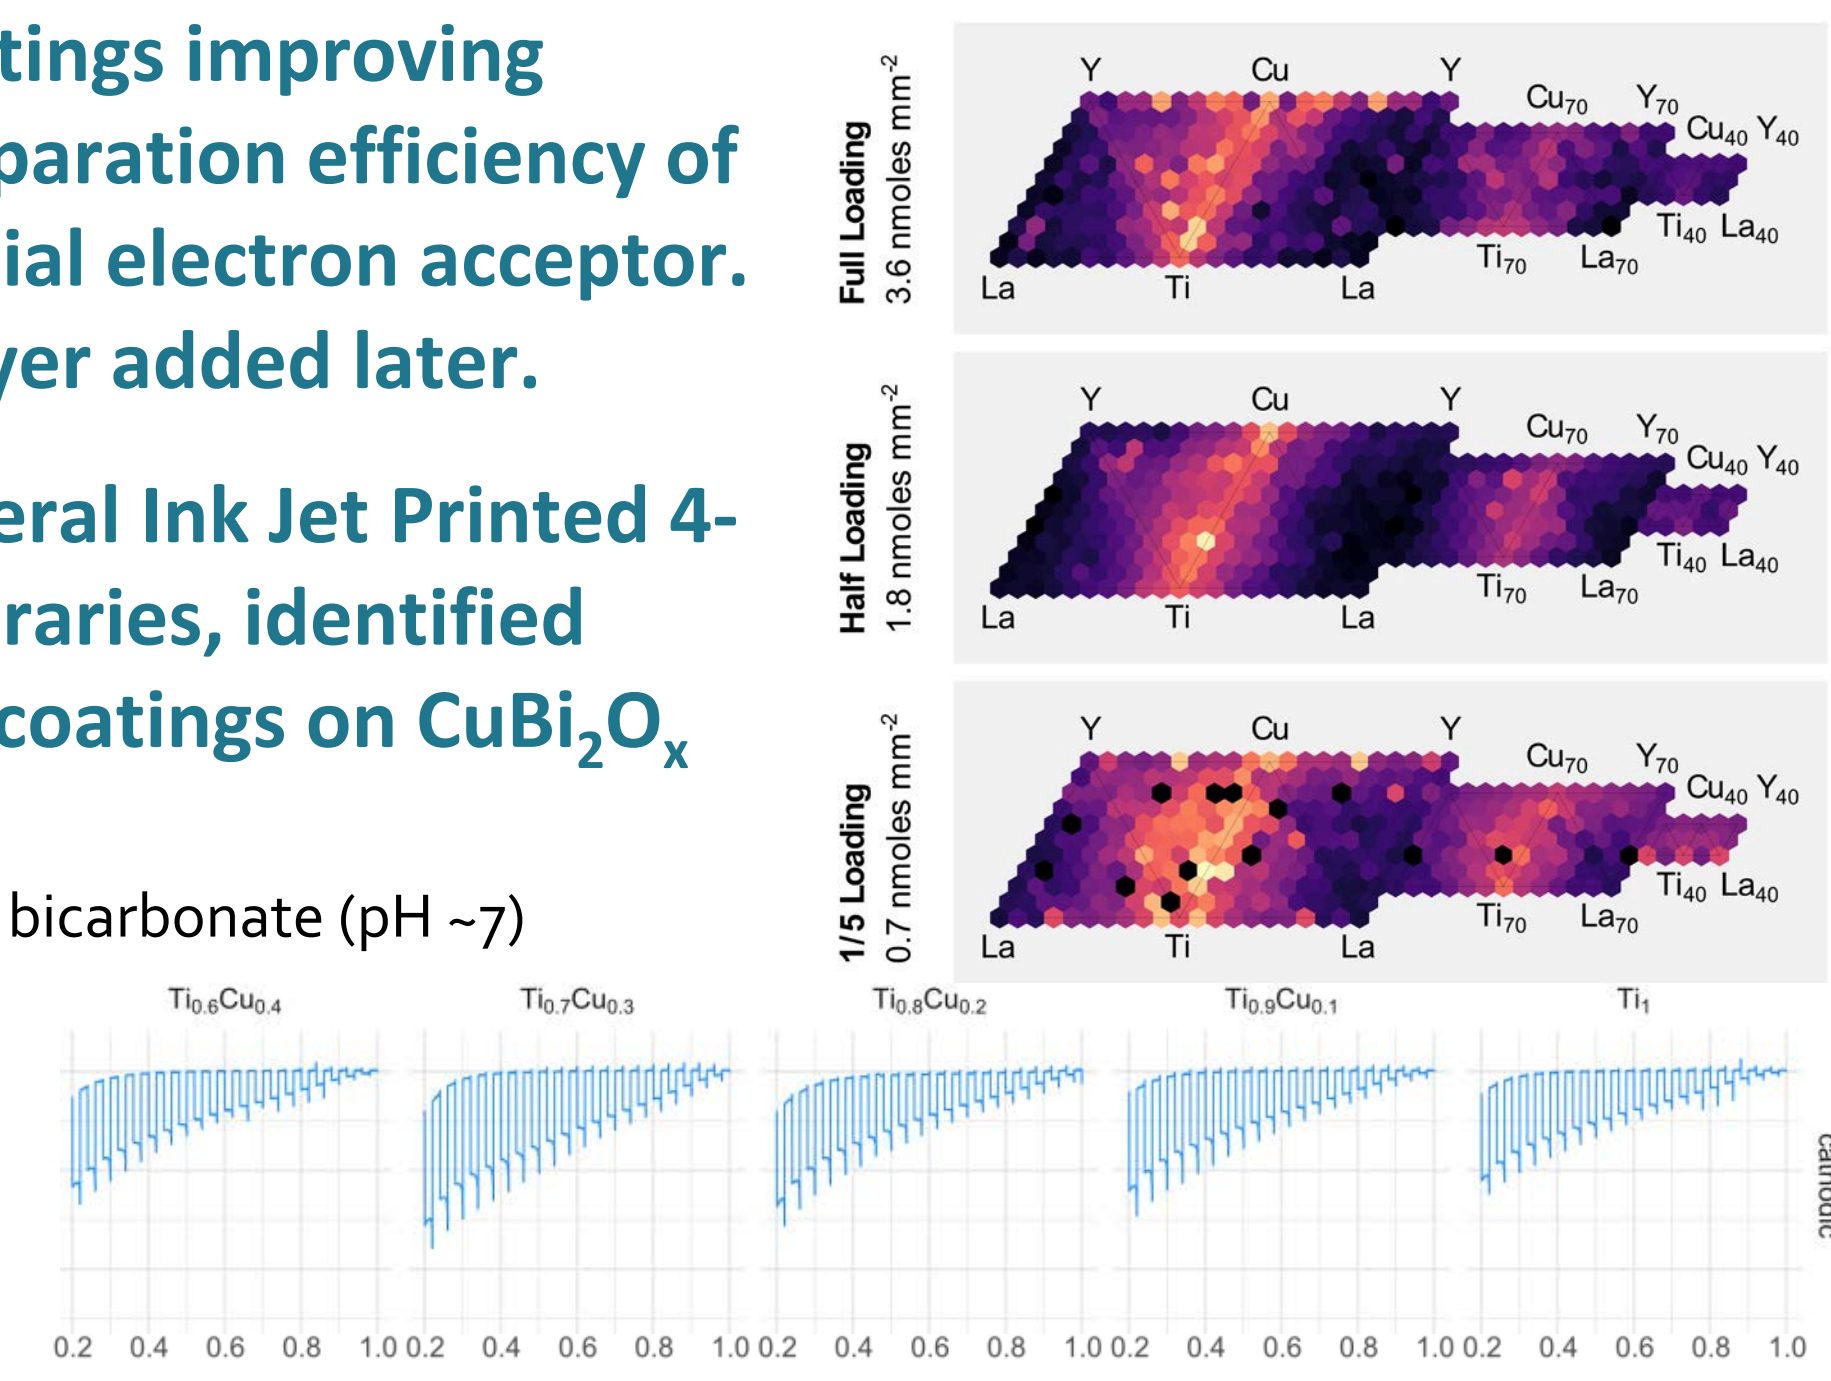 tings improving
paration efficiency of
ial electron acceptor.
yer added later.
eral Ink Jet Printed 4-
raries, identified
coatings on CuBi₂Oₓ
bicarbonate (pH ~7)
Full Loading
3.6 nmoles mm⁻²
Y Cu Y
Cu₇₀ Y₇₀
Cu₄₀ Y₄₀
Ti₄₀ La₄₀
Ti₇₀ La₇₀
La Ti La
Half Loading
1.8 nmoles mm⁻²
Y Cu Y
Cu₇₀ Y₇₀
Cu₄₀ Y₄₀
Ti₄₀ La₄₀
Ti₇₀ La₇₀
La Ti La
1/5 Loading
0.7 nmoles mm⁻²
Y Cu Y
Cu₇₀ Y₇₀
Cu₄₀ Y₄₀
Ti₄₀ La₄₀
Ti₇₀ La₇₀
La Ti La
Ti₀.₆Cu₀.₄ Ti₀.₇Cu₀.₃ Ti₀.₈Cu₀.₂ Ti₀.₉Cu₀.₁ Ti₁
cathodic
0.2 0.4 0.6 0.8 1.0 0.2 0.4 0.6 0.8 1.0 0.2 0.4 0.6 0.8 1.0 0.2 0.4 0.6 0.8 1.0 0.2 0.4 0.6 0.8 1.0